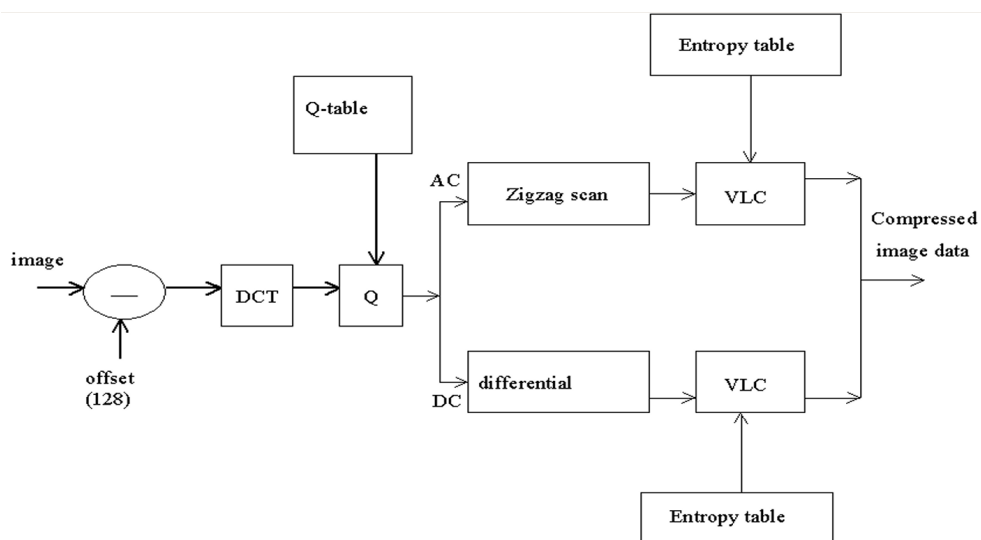 Entropy table
Q-table
AC
Zigzag scan
VLC
Compressed
image data
image
—
DCT
Q
offset
(128)
differential
DC
VLC
Entropy table